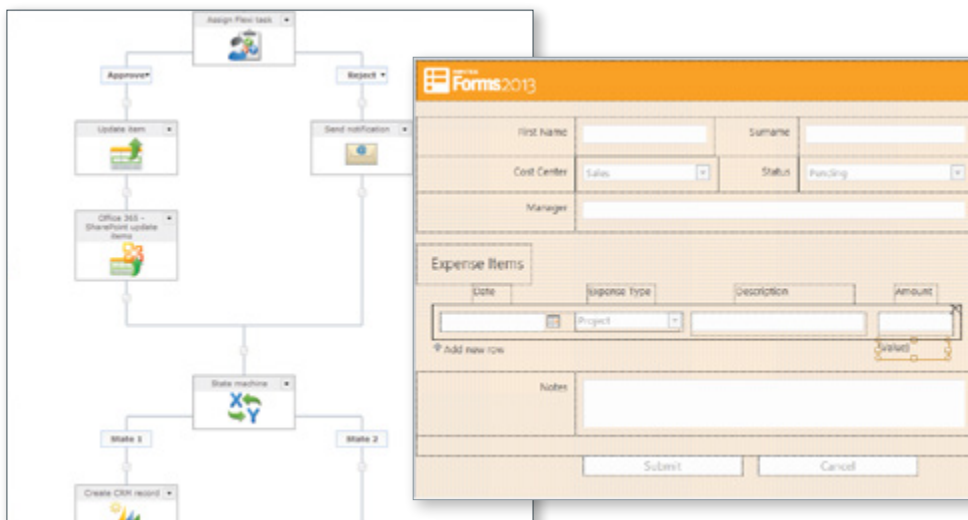 Assign Flexi task
Approve
Reject
Update item
Send notification
Office 365 -
SharePoint update
items
State machine
State 1
State 2
Create CRM record
Forms2013
First Name
Surname
Cost Center
Sales
Status
Pending
Manager
Expense Items
Date
Expense Type
Description
Amount
Project
Add new row
Value)
Notes
Submit
Cancel